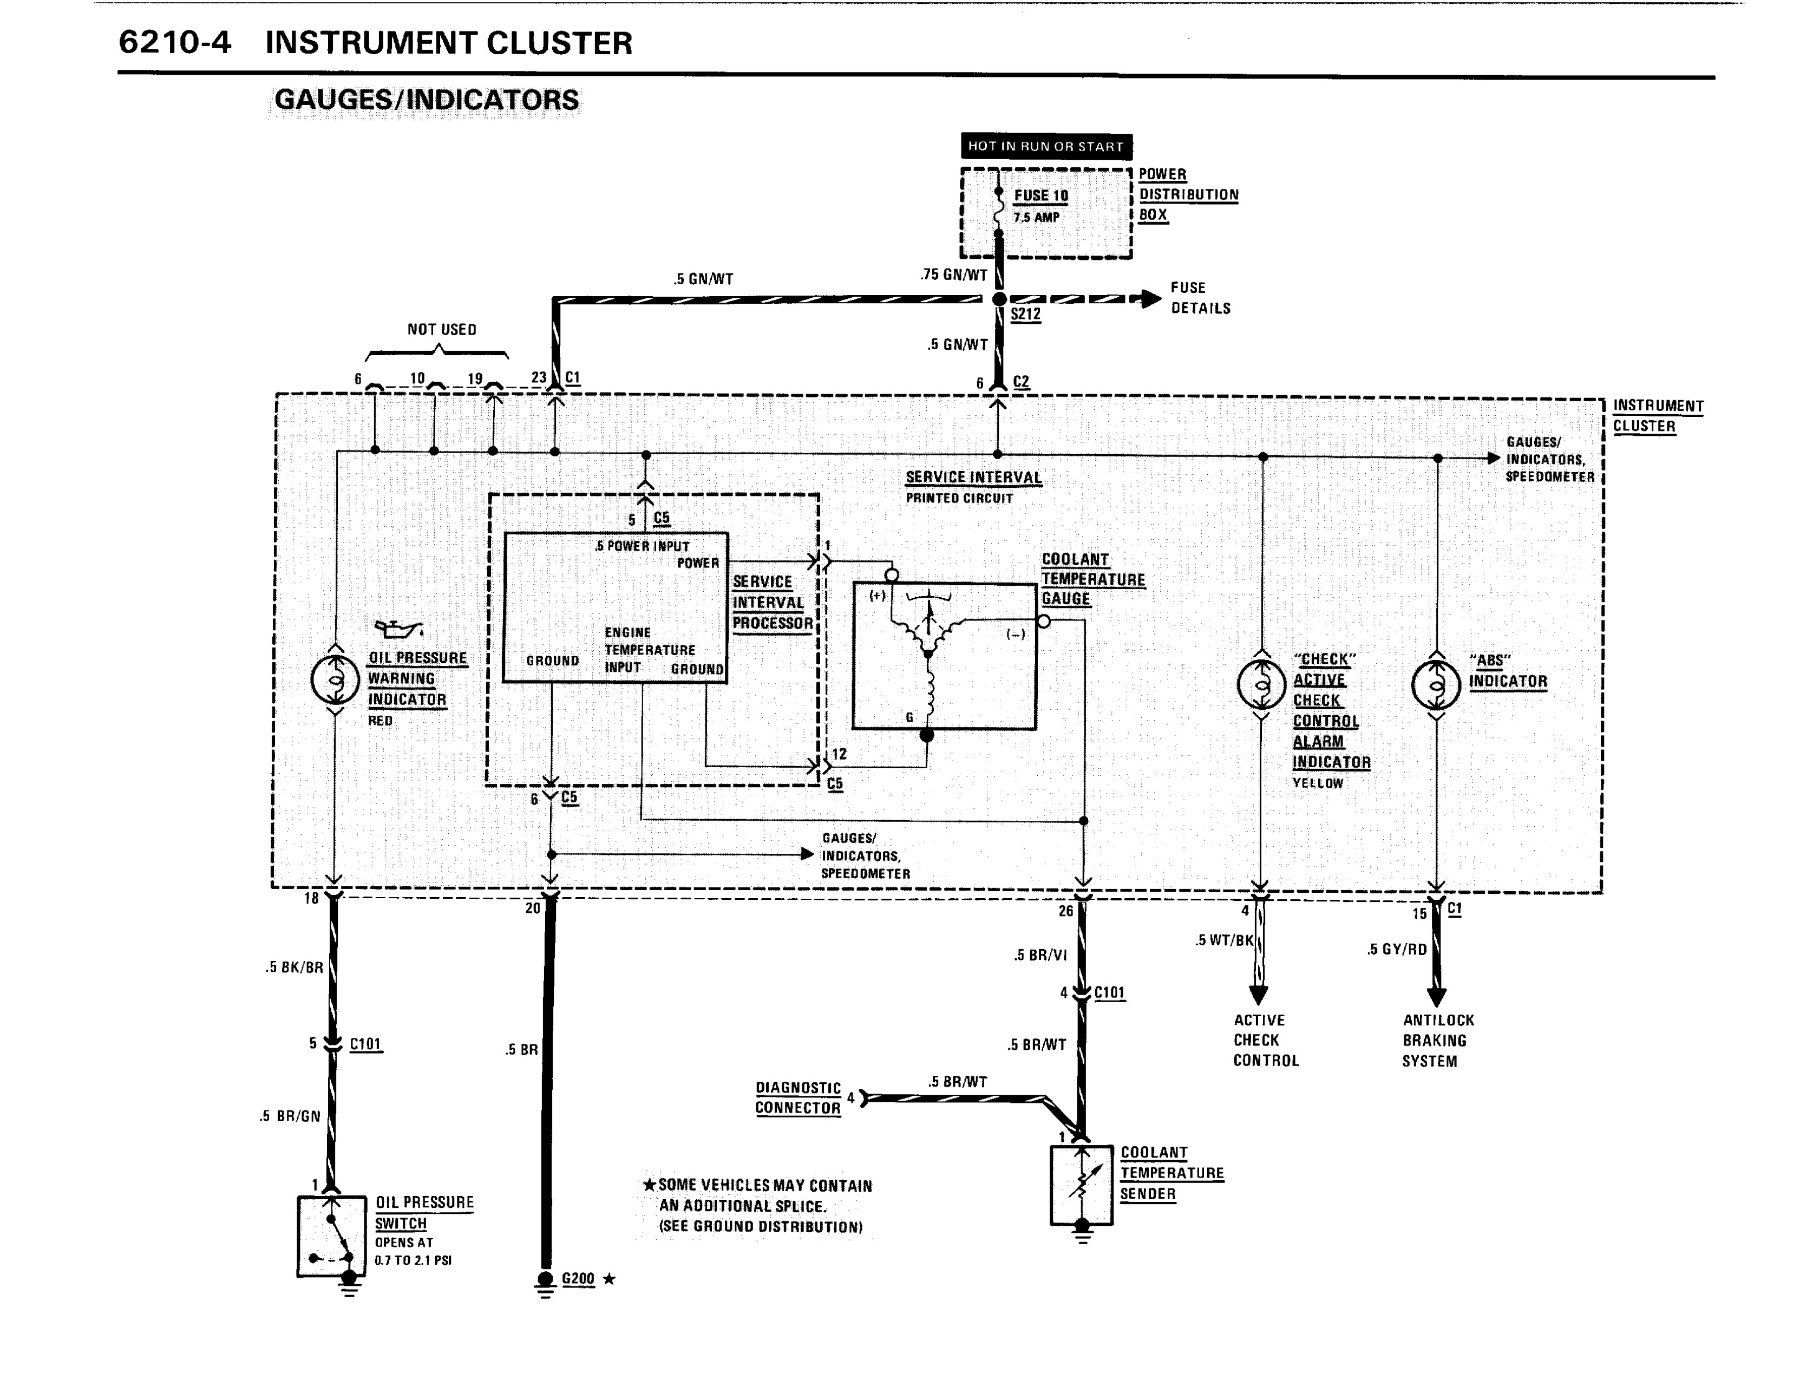 6210-4 INSTRUMENT CLUSTER
GAUGES/INDICATORS
HOT IN RUN OR START
POWER
DISTRIBUTION
BOX
FUSE 10
7.5 AMP
.5 GN/WT
.75 GN/WT
FUSE
DETAILS
S212
NOT USED
.5 GN/WT
6
10
19
23
C1
6
C2
INSTRUMENT
CLUSTER
GAUGES/
INDICATORS,
SPEEDOMETER
SERVICE INTERVAL
PRINTED CIRCUIT
5
C5
.5 POWER INPUT
POWER
1
SERVICE
INTERVAL
PROCESSOR
ENGINE
TEMPERATURE
INPUT
GROUND
GROUND
COOLANT
TEMPERATURE
GAUGE
(+)
(–)
G
OIL PRESSURE
WARNING
INDICATOR
RED
"CHECK"
ACTIVE
CHECK
CONTROL
ALARM
INDICATOR
YELLOW
"ABS"
INDICATOR
12
C5
6
C5
GAUGES/
INDICATORS,
SPEEDOMETER
18
20
26
4
15
C1
.5 BK/BR
.5 BR/VI
.5 WT/BK
.5 GY/RD
4
C101
ACTIVE
CHECK
CONTROL
ANTILOCK
BRAKING
SYSTEM
5
C101
.5 BR
.5 BR/WT
DIAGNOSTIC
CONNECTOR
4
.5 BR/WT
.5 BR/GN
1
COOLANT
TEMPERATURE
SENDER
1
OIL PRESSURE
SWITCH
OPENS AT
0.7 TO 2.1 PSI
★SOME VEHICLES MAY CONTAIN
AN ADDITIONAL SPLICE.
(SEE GROUND DISTRIBUTION)
G200 ★